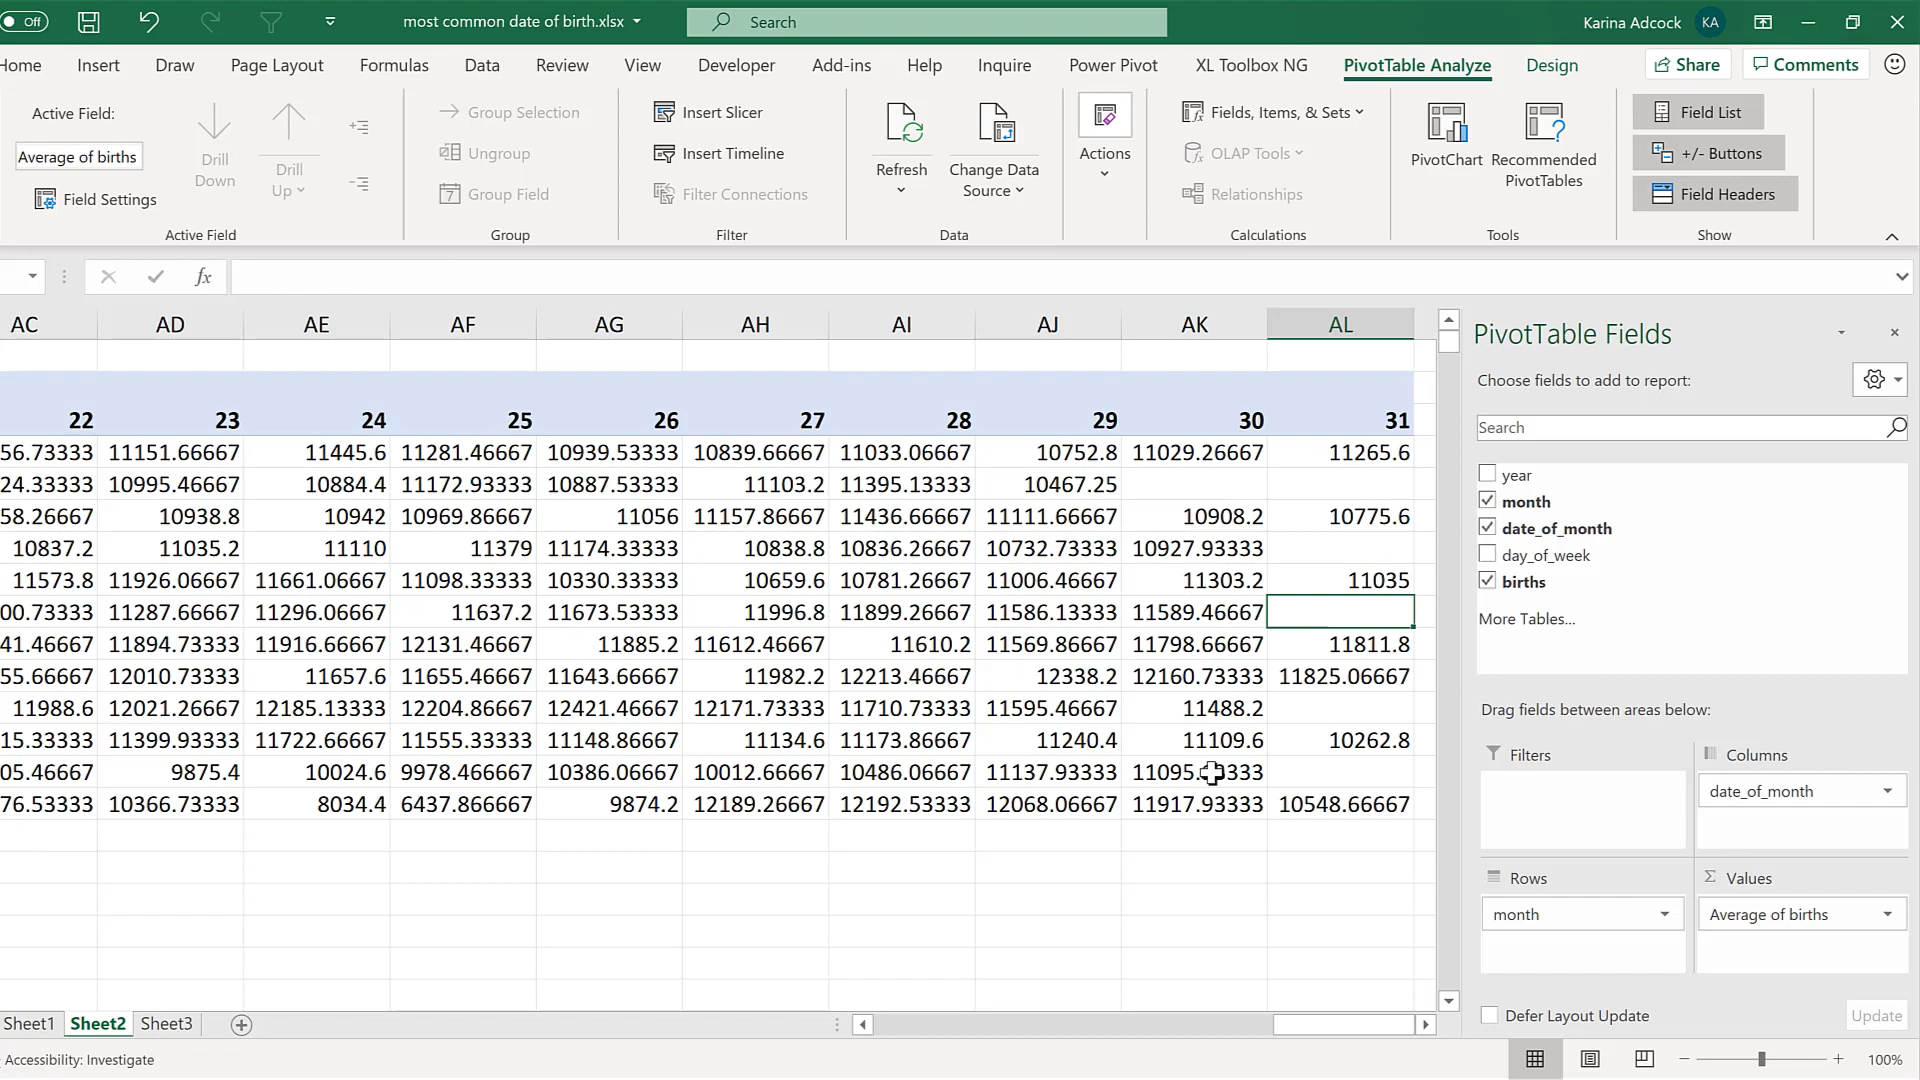 Off
most common date of birth.xlsx
Search
Karina Adcock
KA
Home Insert Draw Page Layout Formulas Data Review View Developer Add-ins Help Inquire Power Pivot XL Toolbox NG PivotTable Analyze Design Share Comments
Active Field:
Average of births
Field Settings
Drill Down
Drill Up
Active Field
Group Selection
Ungroup
7 Group Field
Group
Insert Slicer
Insert Timeline
Filter Connections
Filter
Refresh
Change Data Source
Data
Actions
Fields, Items, & Sets
OLAP Tools
Relationships
Calculations
PivotChart
Recommended PivotTables
Tools
Field List
+/- Buttons
Field Headers
Show
fx
AC AD AE AF AG AH AI AJ AK AL
22 23 24 25 26 27 28 29 30 31
56.73333 11151.66667 11445.6 11281.46667 10939.53333 10839.66667 11033.06667 10752.8 11029.26667 11265.6
24.33333 10995.46667 10884.4 11172.93333 10887.53333 11103.2 11395.13333 10467.25
58.26667 10938.8 10942 10969.86667 11056 11157.86667 11436.66667 11111.66667 10908.2 10775.6
10837.2 11035.2 11110 11379 11174.33333 10838.8 10836.26667 10732.73333 10927.93333
11573.8 11926.06667 11661.06667 11098.33333 10330.33333 10659.6 10781.26667 11006.46667 11303.2 11035
00.73333 11287.66667 11296.06667 11637.2 11673.53333 11996.8 11899.26667 11586.13333 11589.46667
41.46667 11894.73333 11916.66667 12131.46667 11885.2 11612.46667 11610.2 11569.86667 11798.66667 11811.8
55.66667 12010.73333 11657.6 11655.46667 11643.66667 11982.2 12213.46667 12338.2 12160.73333 11825.06667
11988.6 12021.26667 12185.13333 12204.86667 12421.46667 12171.73333 11710.73333 11595.46667 11488.2
15.33333 11399.93333 11722.66667 11555.33333 11148.86667 11134.6 11173.86667 11240.4 11109.6 10262.8
05.46667 9875.4 10024.6 9978.466667 10386.06667 10012.66667 10486.06667 11137.93333
76.53333 10366.73333 8034.4 6437.866667 9874.2 12189.26667 12192.53333 12068.06667 11917.93333 10548.66667
PivotTable Fields
Choose fields to add to report:
Search
year
month
date_of_month
day_of_week
births
More Tables...
Drag fields between areas below:
Filters
Columns
date_of_month
Rows
Σ Values
month
Average of births
Defer Layout Update
Update
Sheet1 Sheet2 Sheet3
Accessibility: Investigate
100%